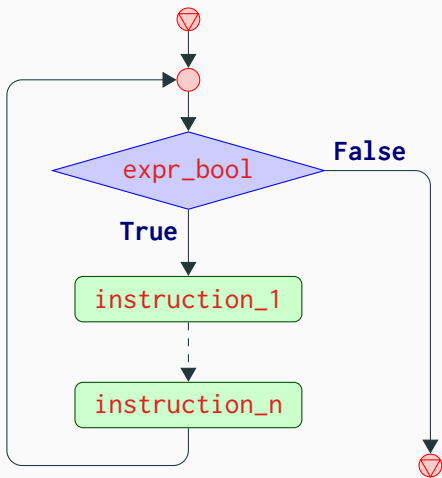 False
expr_bool
True
instruction_1
instruction_n